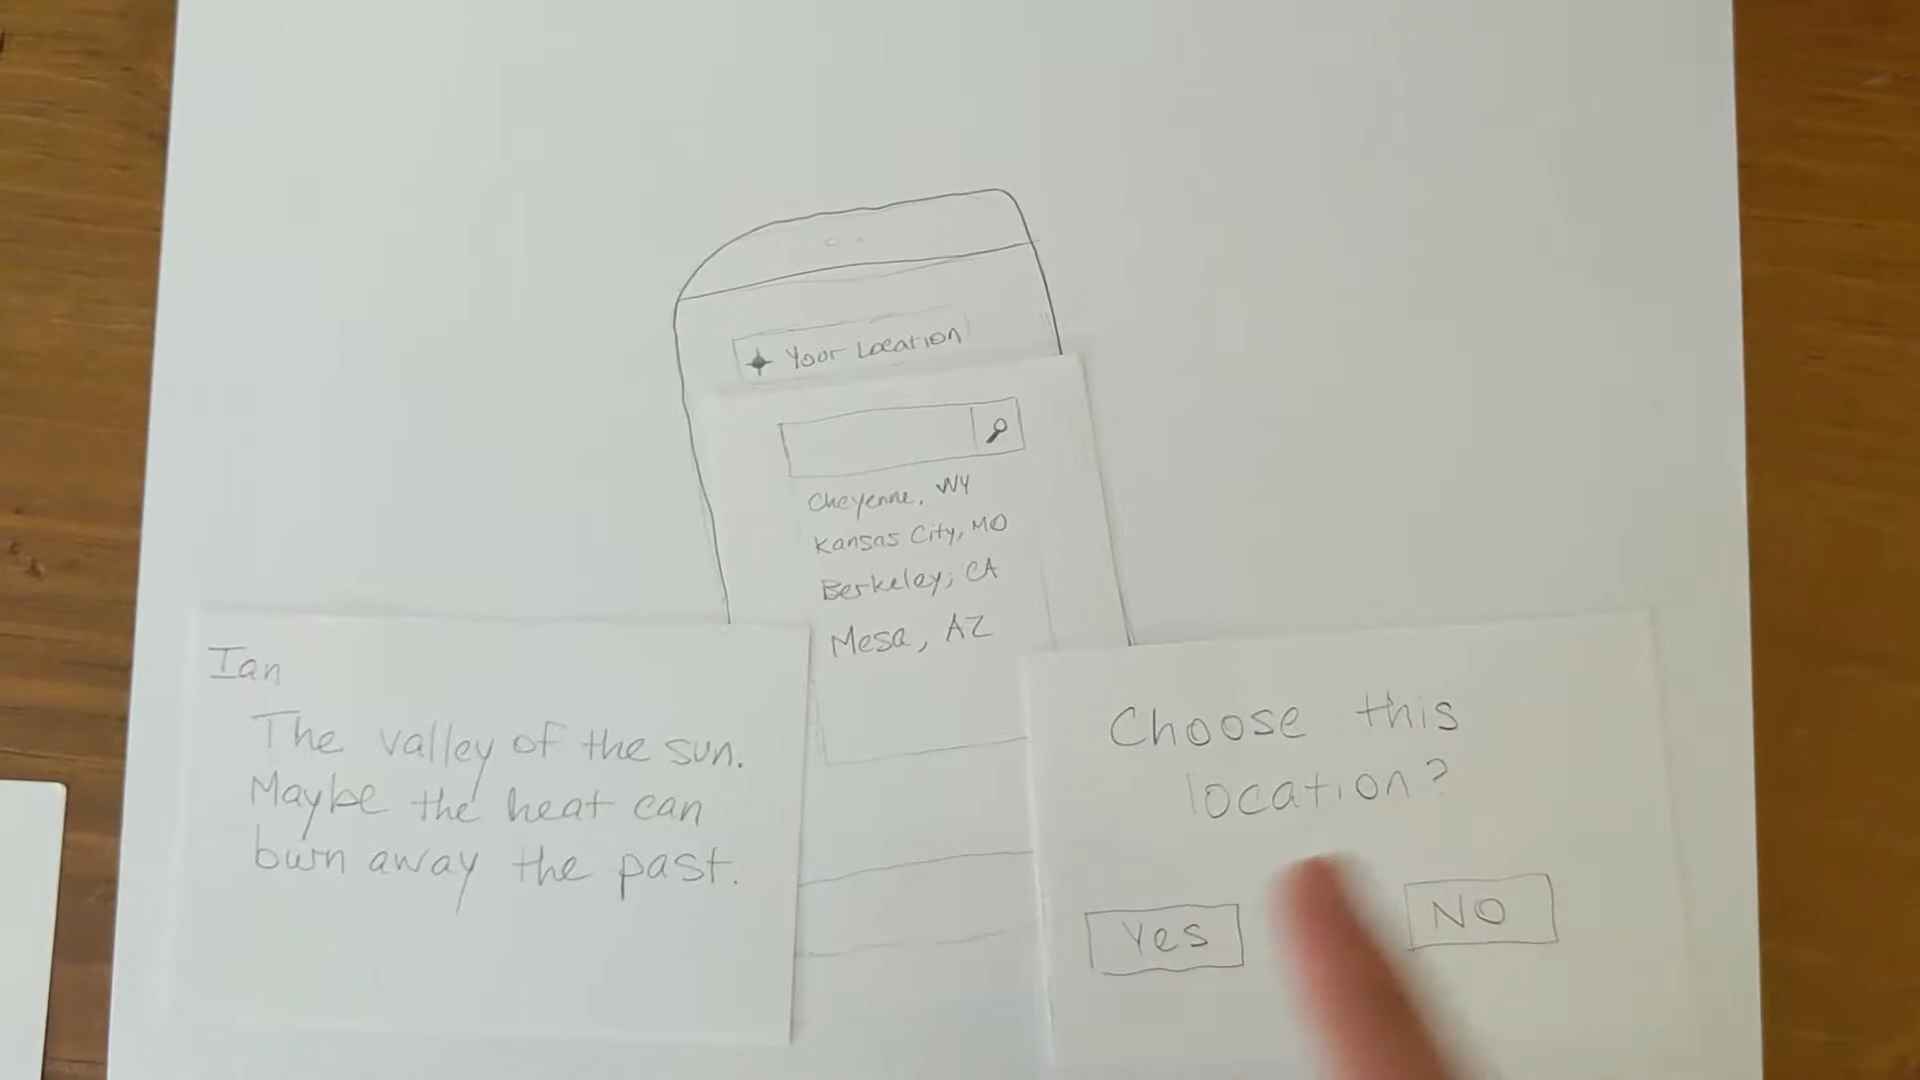 Your Location
Cheyenne, WY
Kansas City, MO
Berkeley, CA
Mesa, AZ
Ian
The valley of the sun.
Maybe the heat can
burn away the past.
Choose this
location?
Yes
NO